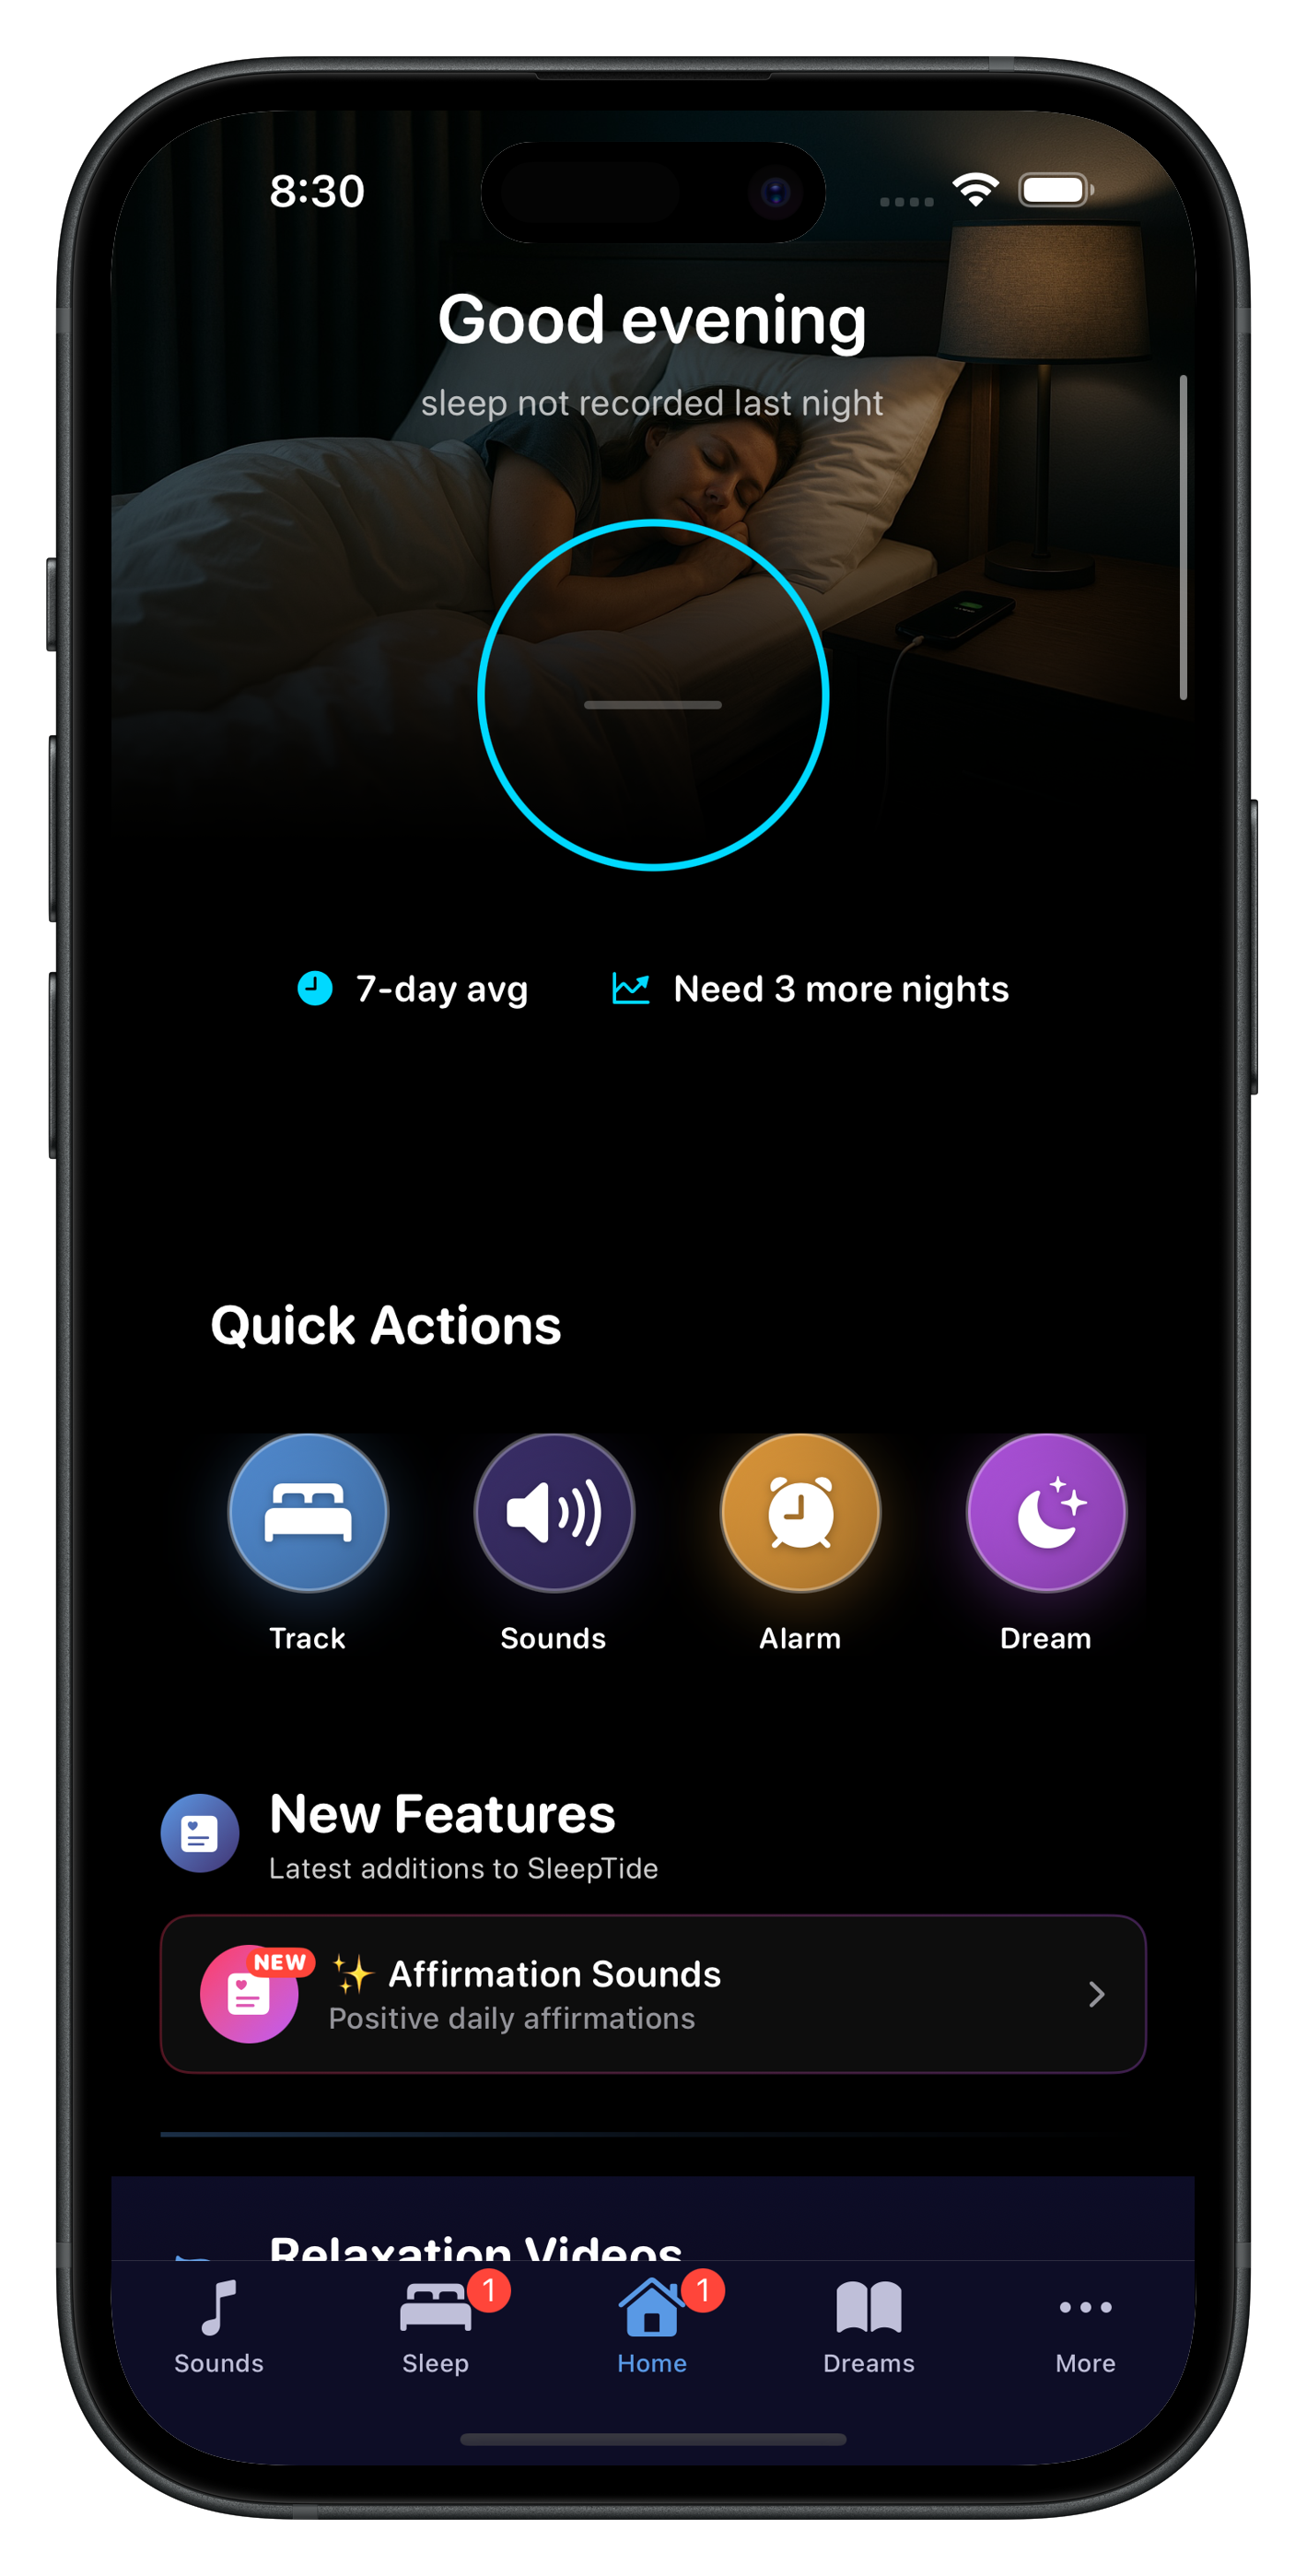 8:30
Good evening
sleep not recorded last night
7-day avg
Need 3 more nights
Quick Actions
Track
Sounds
Alarm
Dream
New Features
Latest additions to SleepTide
NEW
✨ Affirmation Sounds
Positive daily affirmations
Relaxation Videos
1
1
Sounds
Sleep
Home
Dreams
More